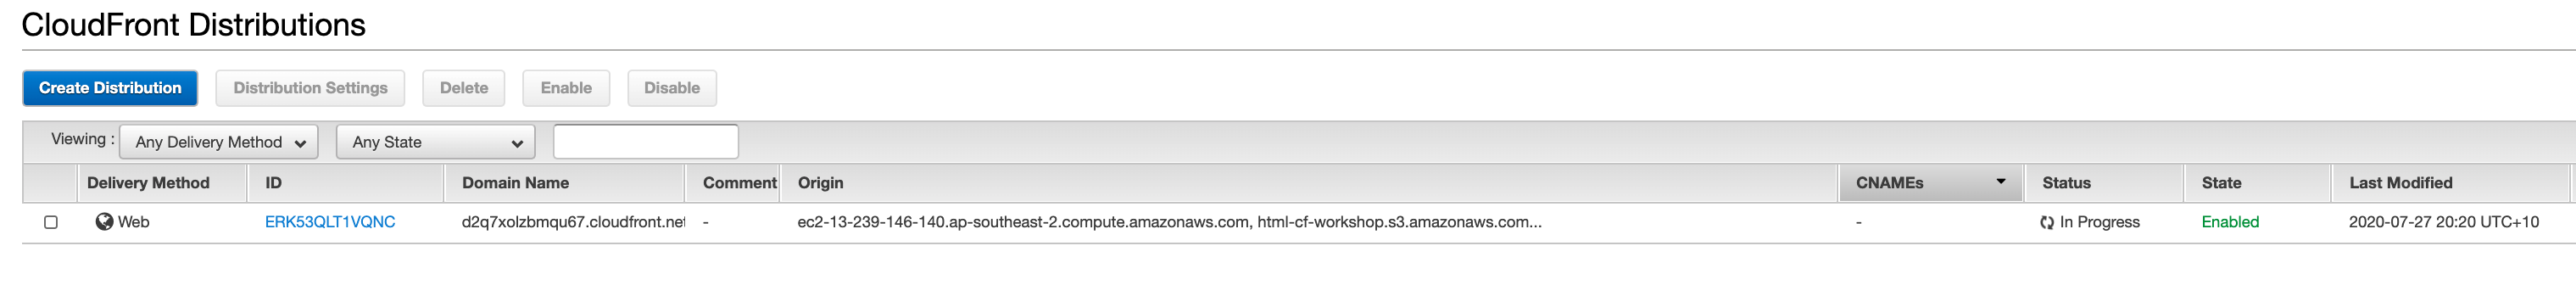 CloudFront Distributions
Create Distribution Distribution Settings Delete Enable Disable
Viewing : Any Delivery Method Any State
Delivery Method ID Domain Name Comment Origin CNAMEs Status State Last Modified
Web ERK53QLT1VQNC d2q7xolzbmqu67.cloudfront.net - ec2-13-239-146-140.ap-southeast-2.compute.amazonaws.com, html-cf-workshop.s3.amazonaws.com... - In Progress Enabled 2020-07-27 20:20 UTC+10